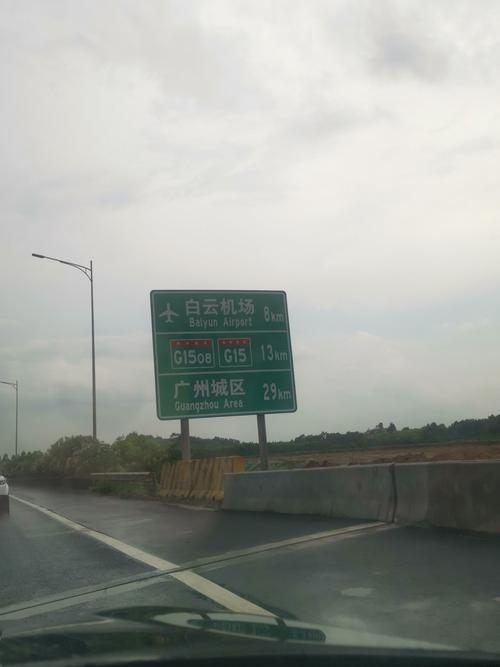 白云机场 8km
Baiyun Airport
G1508 G15 13km
广州城区 29km
Guangzhou Area